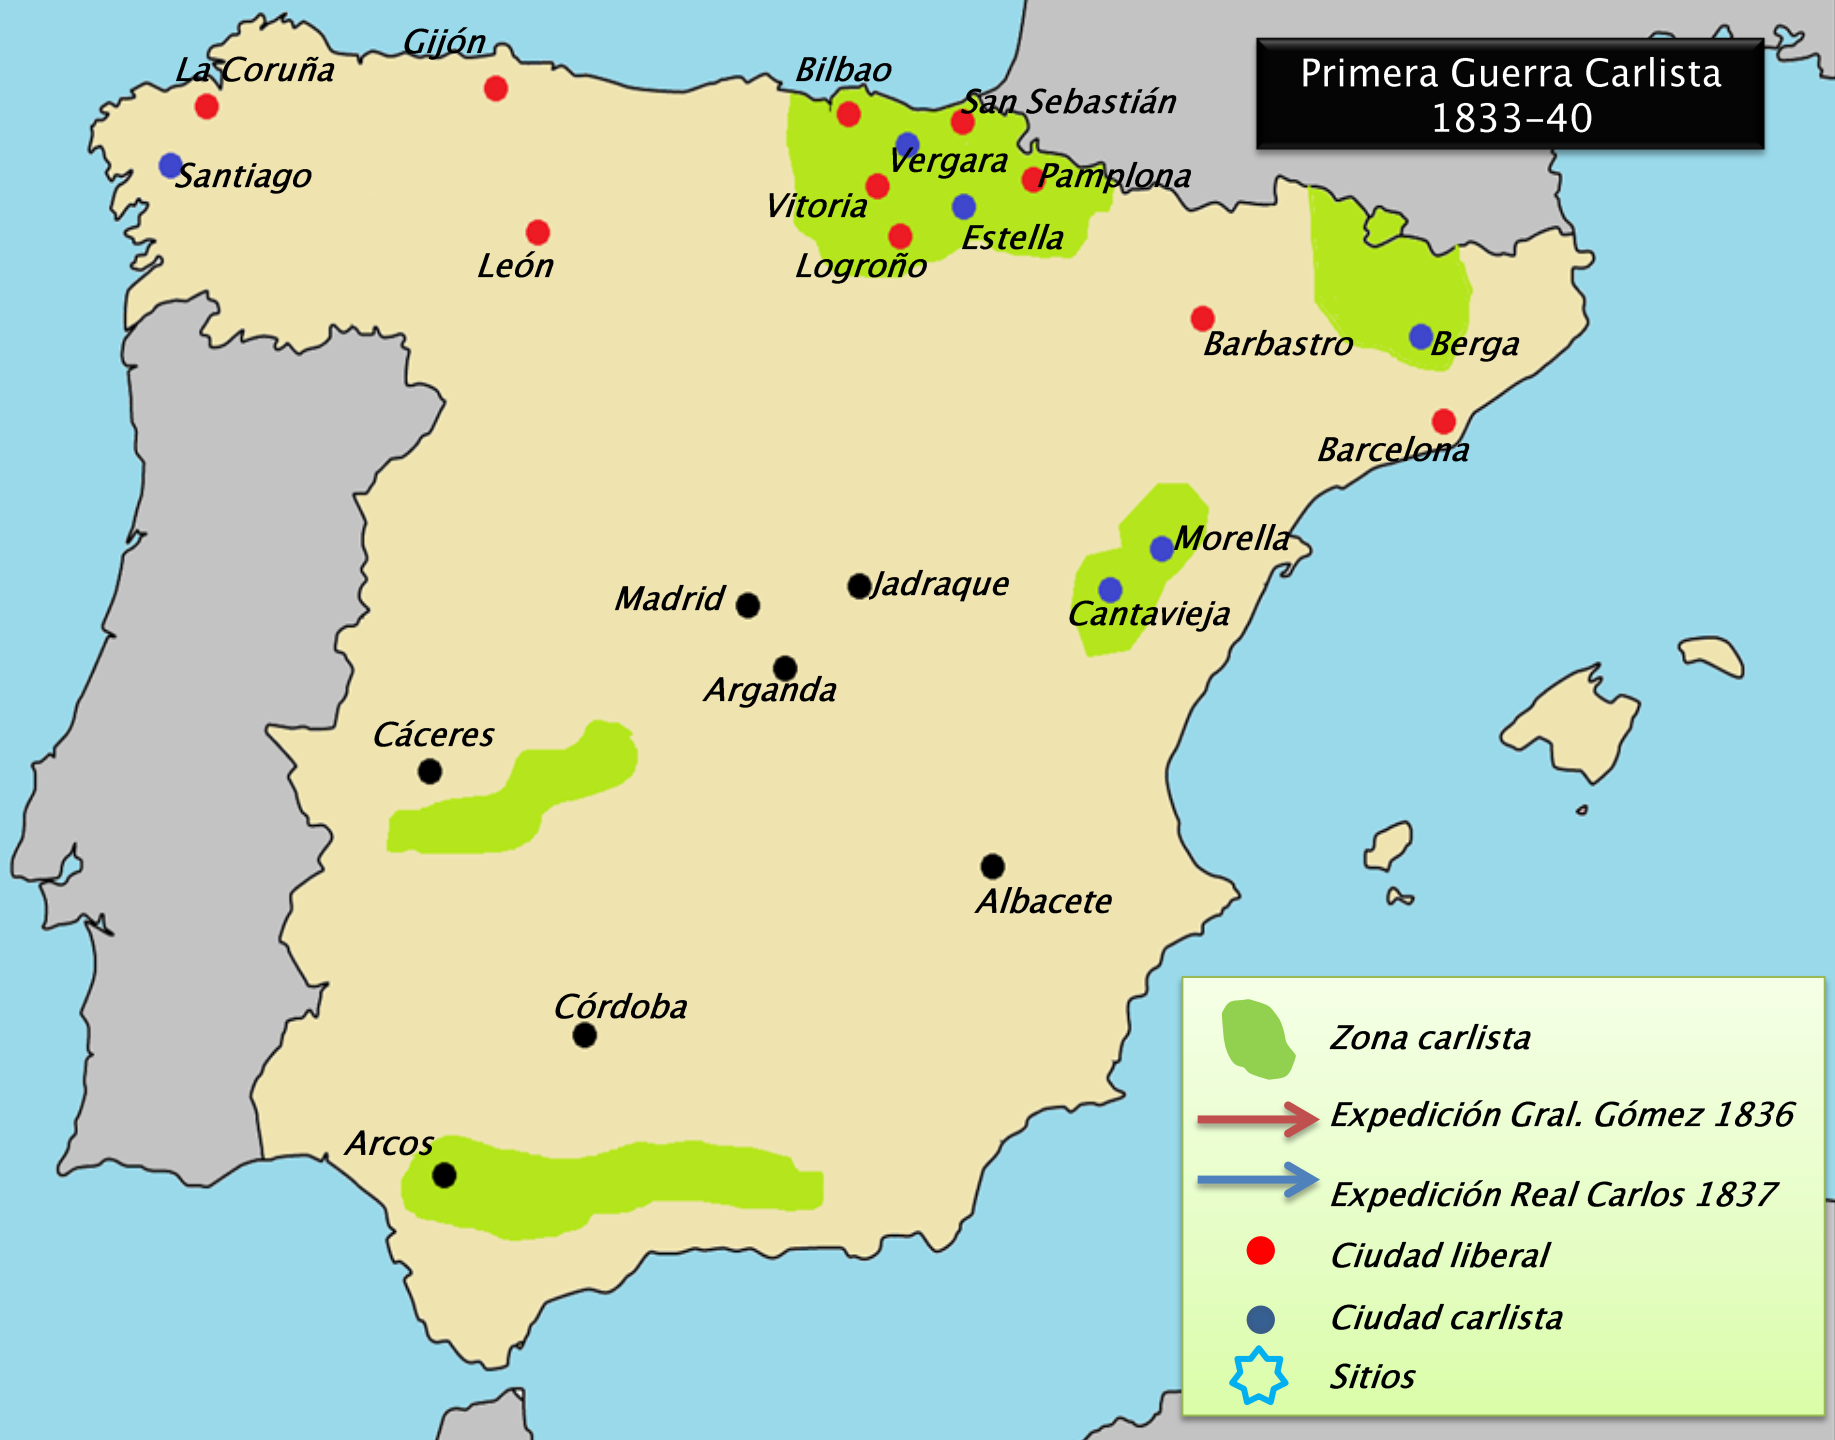 Gijón
La Coruña
Bilbao
Primera Guerra Carlista
1833-40
San Sebastián
Vergara
Santiago
Pamplona
Vitoria
Estella
León
Logroño
Barbastro
Berga
Barcelona
Morella
Jadraque
Madrid
Cantavieja
Arganda
Cáceres
Albacete
Córdoba
Arcos
Zona carlista
Expedición Gral. Gómez 1836
Expedición Real Carlos 1837
Ciudad liberal
Ciudad carlista
Sitios